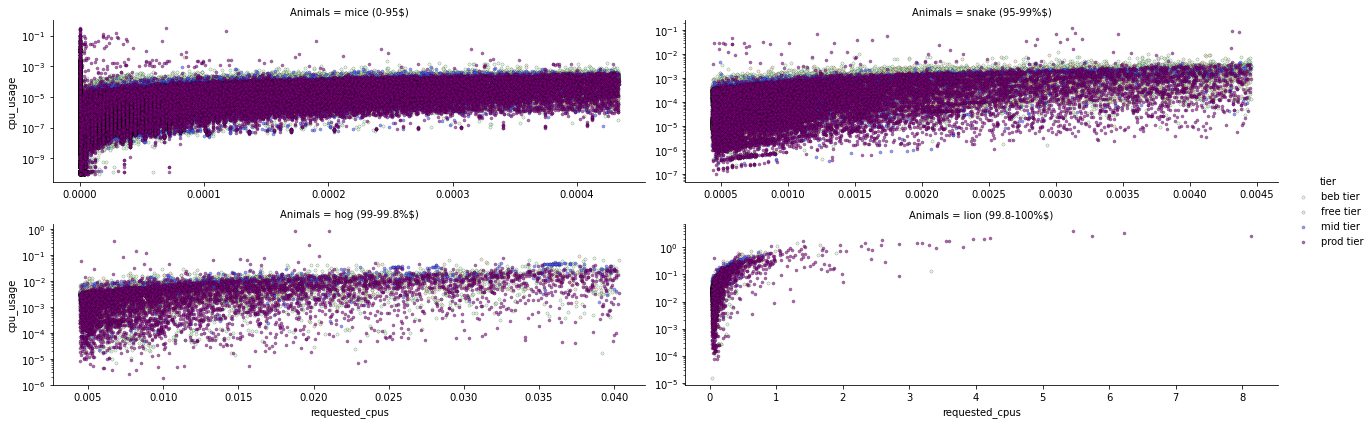 Animals = mice (0-95$)
cpu_usage
10⁻¹
10⁻³
10⁻⁵
10⁻⁷
10⁻⁹
0.0000 0.0001 0.0002 0.0003 0.0004
Animals = snake (95-99%$)
10⁻¹
10⁻²
10⁻³
10⁻⁴
10⁻⁵
10⁻⁶
10⁻⁷
0.0005 0.0010 0.0015 0.0020 0.0025 0.0030 0.0035 0.0040 0.0045
Animals = hog (99-99.8%$)
cpu_usage
10⁰
10⁻¹
10⁻²
10⁻³
10⁻⁴
10⁻⁵
10⁻⁶
0.005 0.010 0.015 0.020 0.025 0.030 0.035 0.040
requested_cpus
Animals = lion (99.8-100%$)
10⁰
10⁻¹
10⁻²
10⁻³
10⁻⁴
10⁻⁵
0 1 2 3 4 5 6 7 8
requested_cpus
tier
beb tier
free tier
mid tier
prod tier